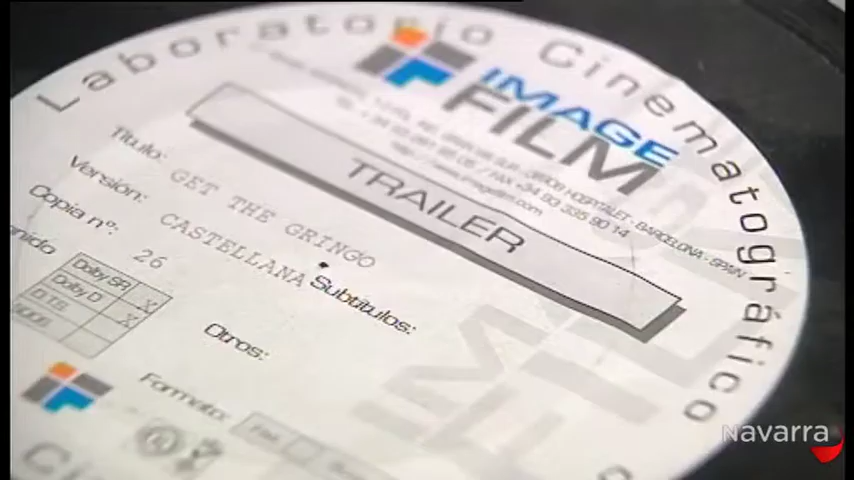 Laboratorio Cinematográfico
IMAGE
FILM
TRAILER
Título: GET THE GRINGO
Versión: CASTELLANA Subtítulos:
Copia nº: 26
Otros:
Dolby SR X
Dolby D X
D.T.S.
Formato:
Navarra